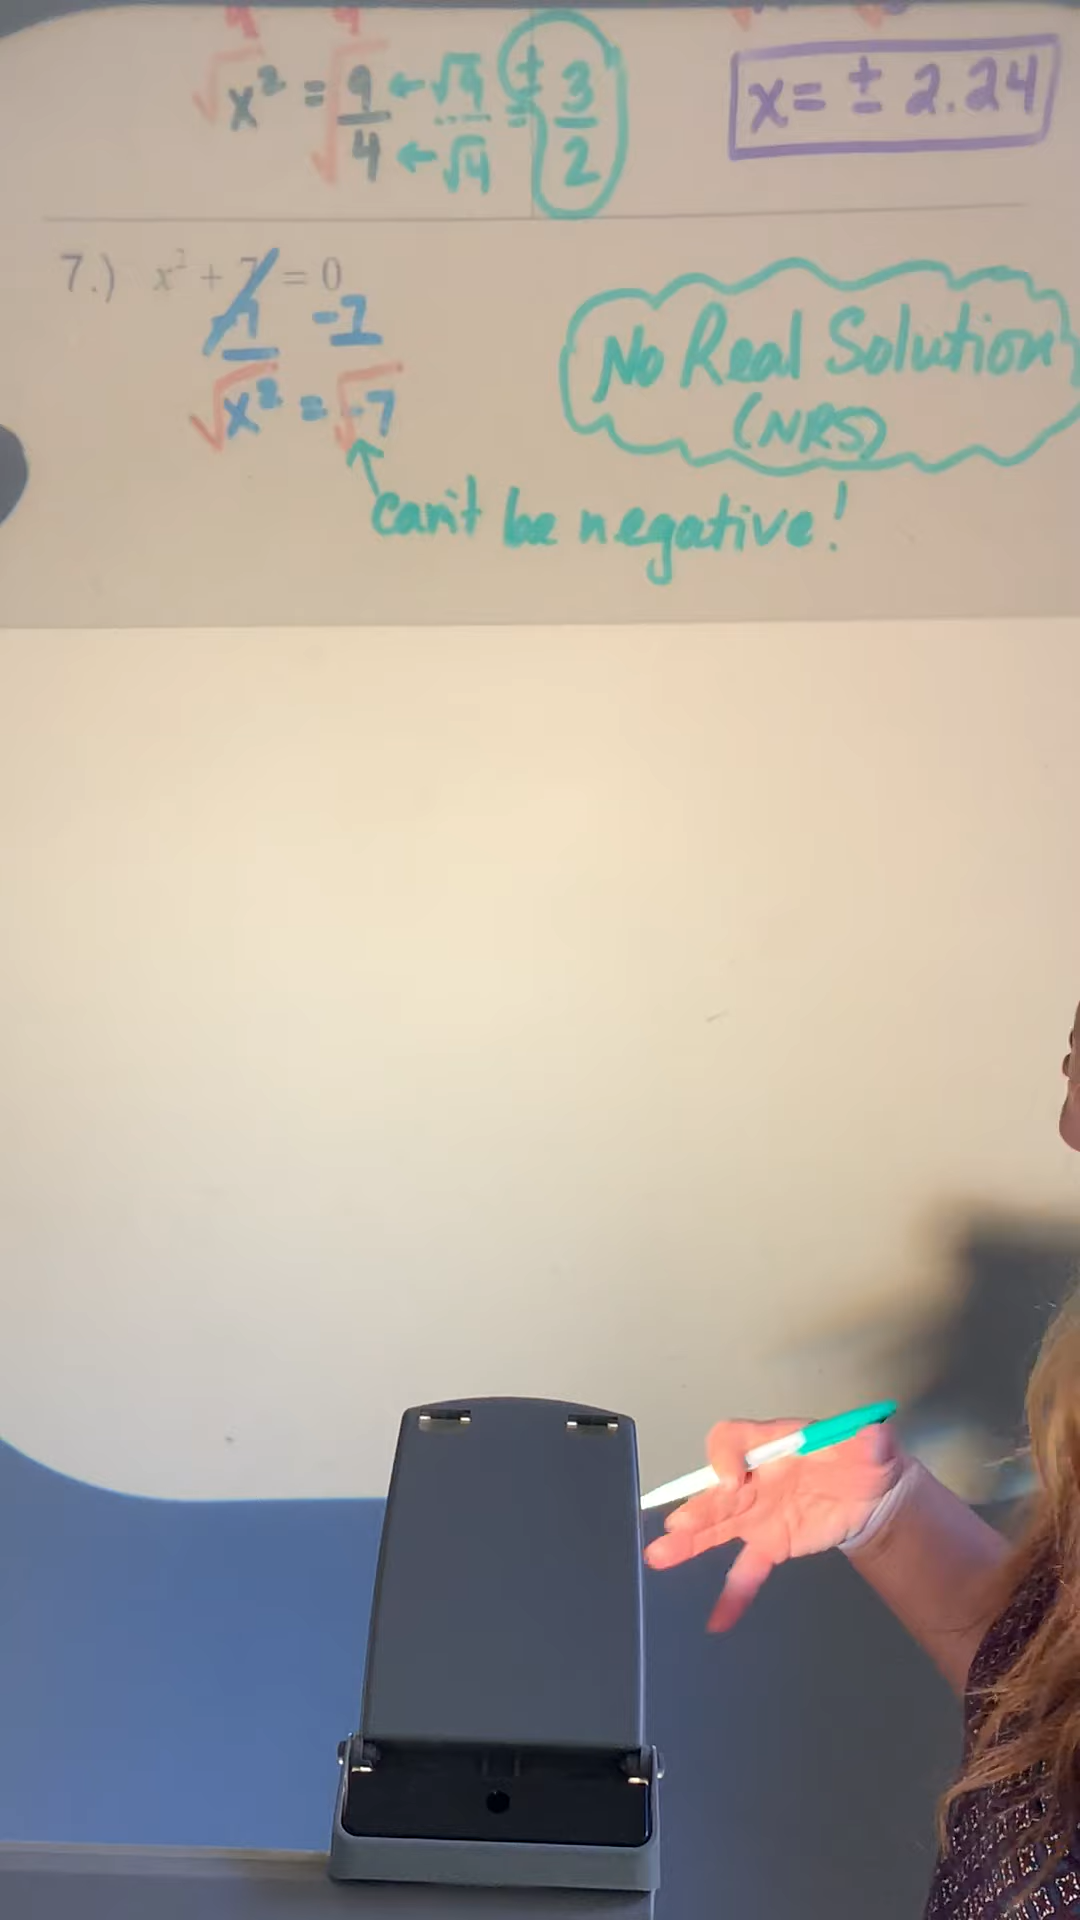 √x² = √9/4 ← √9 / ← √4 = ± 3/2
x = ± 2.24
7.) x² + 7 = 0
-7 -7
√x² = √-7
No Real Solution
(NRS)
can't be negative!